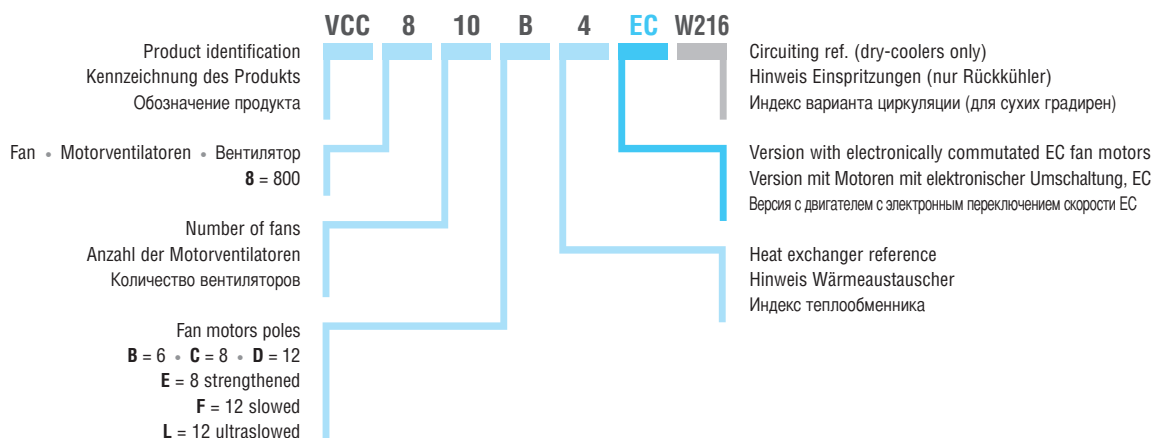 VCC 8 10 B 4 EC W216
Product identification
Kennzeichnung des Produkts
Обозначение продукта
Fan • Motorventilatoren • Вентилятор
8 = 800
Number of fans
Anzahl der Motorventilatoren
Количество вентиляторов
Fan motors poles
B = 6 • C = 8 • D = 12
E = 8 strengthened
F = 12 slowed
L = 12 ultraslowed
Circuiting ref. (dry-coolers only)
Hinweis Einspritzungen (nur Rückkühler)
Индекс варианта циркуляции (для сухих градирен)
Version with electronically commutated EC fan motors
Version mit Motoren mit elektronischer Umschaltung, EC
Версия с двигателем с электронным переключением скорости EC
Heat exchanger reference
Hinweis Wärmeaustauscher
Индекс теплообменника